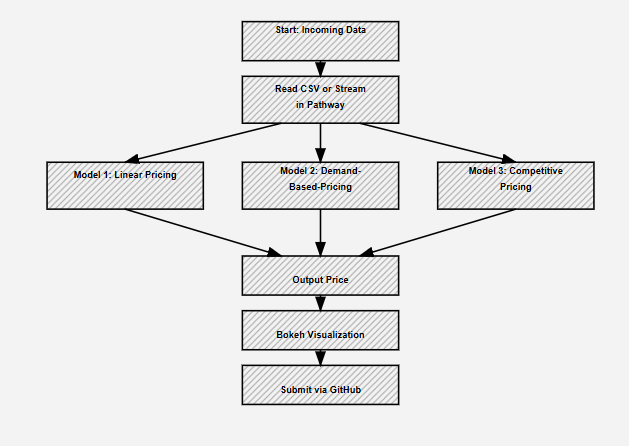 Start: Incoming Data
Read CSV or Stream
in Pathway
Model 1: Linear Pricing
Model 2: Demand-
Based-Pricing
Model 3: Competitive
Pricing
Output Price
Bokeh Visualization
Submit via GitHub